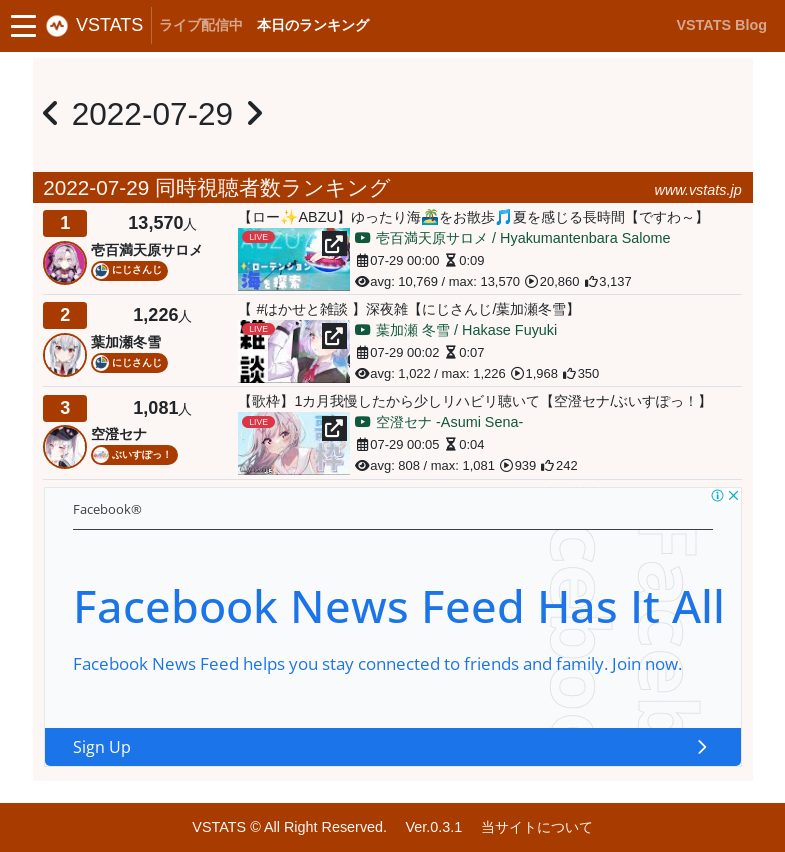 VSTATS ライブ配信中 本日のランキング VSTATS Blog
2022-07-29
2022-07-29 同時視聴者数ランキング www.vstats.jp
1 13,570人
壱百満天原サロメ
にじさんじ
【ロー✨ABZU】ゆったり海🏝をお散歩🎵夏を感じる長時間【ですわ～】
LIVE
ABZU
ローテンション
海を探索
壱百満天原サロメ / Hyakumantenbara Salome
07-29 00:00 0:09
avg: 10,769 / max: 13,570 20,860 3,137
2 1,226人
葉加瀬冬雪
にじさんじ
【 #はかせと雑談 】深夜雑【にじさんじ/葉加瀬冬雪】
LIVE
雑談
葉加瀬 冬雪 / Hakase Fuyuki
07-29 00:02 0:07
avg: 1,022 / max: 1,226 1,968 350
3 1,081人
空澄セナ
ぶいすぽっ！
【歌枠】1カ月我慢したから少しリハビリ聴いて【空澄セナ/ぶいすぽっ！】
LIVE
歌枠
空澄セナ -Asumi Sena-
07-29 00:05 0:04
avg: 808 / max: 1,081 939 242
Facebook®
Facebook News Feed Has It All
Facebook News Feed helps you stay connected to friends and family. Join now.
Sign Up
VSTATS © All Right Reserved. Ver.0.3.1 当サイトについて